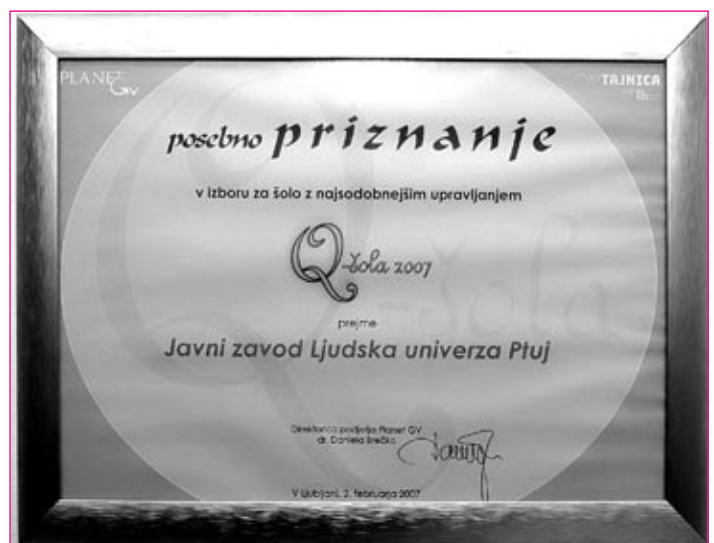 PLANET GV
TAJNICA
posebno priznanje
v izboru za šolo z najsodobnejšim upravljanjem
Q-šola 2007
prejme
Javni zavod Ljudska univerza Ptuj
Direktorica podjetja Planet GV
dr. Daniela Brečko
V Ljubljani, 2. februarja 2007